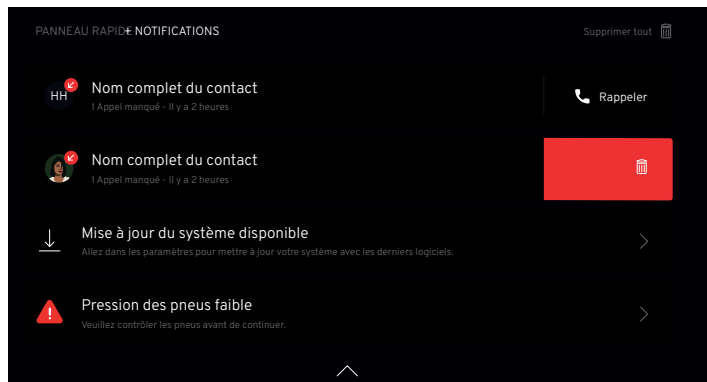 PANNEAU RAPIDE NOTIFICATIONS
Supprimer tout
HH
Nom complet du contact
1 Appel manqué - Il y a 2 heures
Rappeler
Nom complet du contact
1 Appel manqué - Il y a 2 heures
Mise à jour du système disponible
Allez dans les paramètres pour mettre à jour votre système avec les derniers logiciels.
Pression des pneus faible
Veuillez contrôler les pneus avant de continuer.